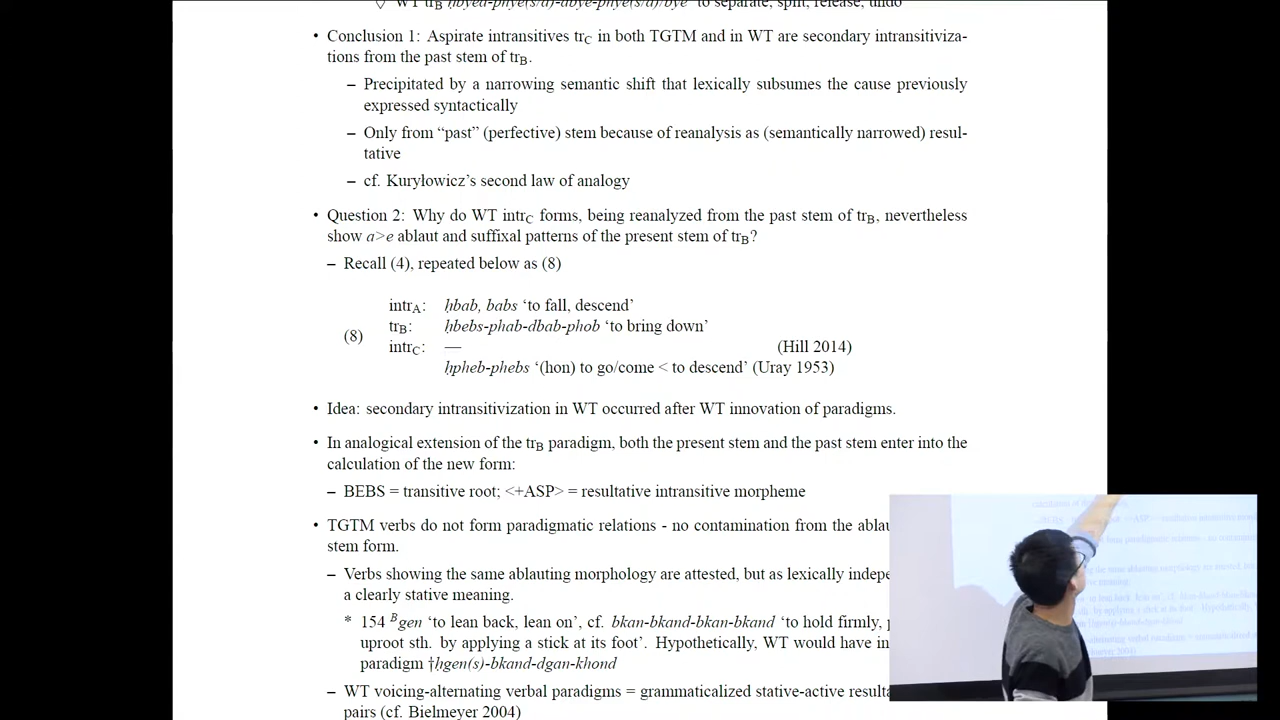 WT trB ḥbyed-phye(s/d)-dbye-phye(s/d)/bye 'to separate, split, release, undo
• Conclusion 1: Aspirate intransitives trC in both TGTM and in WT are secondary intransitiviza-
tions from the past stem of trB.
– Precipitated by a narrowing semantic shift that lexically subsumes the cause previously
expressed syntactically
– Only from “past” (perfective) stem because of reanalysis as (semantically narrowed) resul-
tative
– cf. Kuryłowicz’s second law of analogy
• Question 2: Why do WT intrC forms, being reanalyzed from the past stem of trB, nevertheless
show a>e ablaut and suffixal patterns of the present stem of trB?
– Recall (4), repeated below as (8)
intrA: ḥbab, babs ‘to fall, descend’
trB: ḥbebs-phab-dbab-phob ‘to bring down’
(8)
intrC: — (Hill 2014)
ḥpheb-phebs ‘(hon) to go/come < to descend’ (Uray 1953)
• Idea: secondary intransitivization in WT occurred after WT innovation of paradigms.
• In analogical extension of the trB paradigm, both the present stem and the past stem enter into the
calculation of the new form:
– BEBS = transitive root; <+ASP> = resultative intransitive morpheme
• TGTM verbs do not form paradigmatic relations - no contamination from the ablau
stem form.
– Verbs showing the same ablauting morphology are attested, but as lexically indepe
a clearly stative meaning.
* 154 Bgen ‘to lean back, lean on’, cf. bkan-bkand-bkan-bkand ‘to hold firmly, p
uproot sth. by applying a stick at its foot’. Hypothetically, WT would have in
paradigm †ḥgen(s)-bkand-dgan-khond
– WT voicing-alternating verbal paradigms = grammaticalized stative-active resulta
pairs (cf. Bielmeyer 2004)